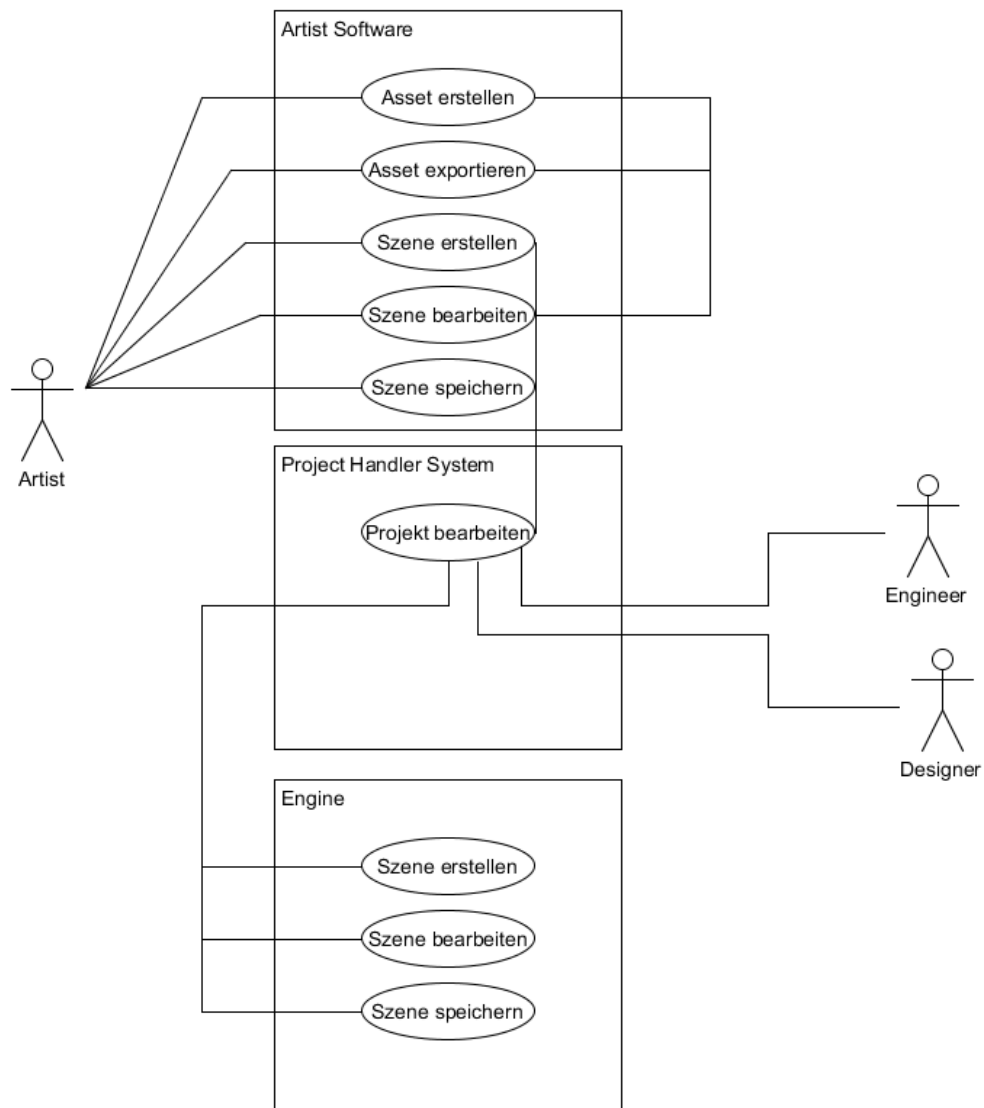 Artist Software
Asset erstellen
Asset exportieren
Szene erstellen
Szene bearbeiten
Szene speichern
Artist
Project Handler System
Projekt bearbeiten
Engineer
Designer
Engine
Szene erstellen
Szene bearbeiten
Szene speichern